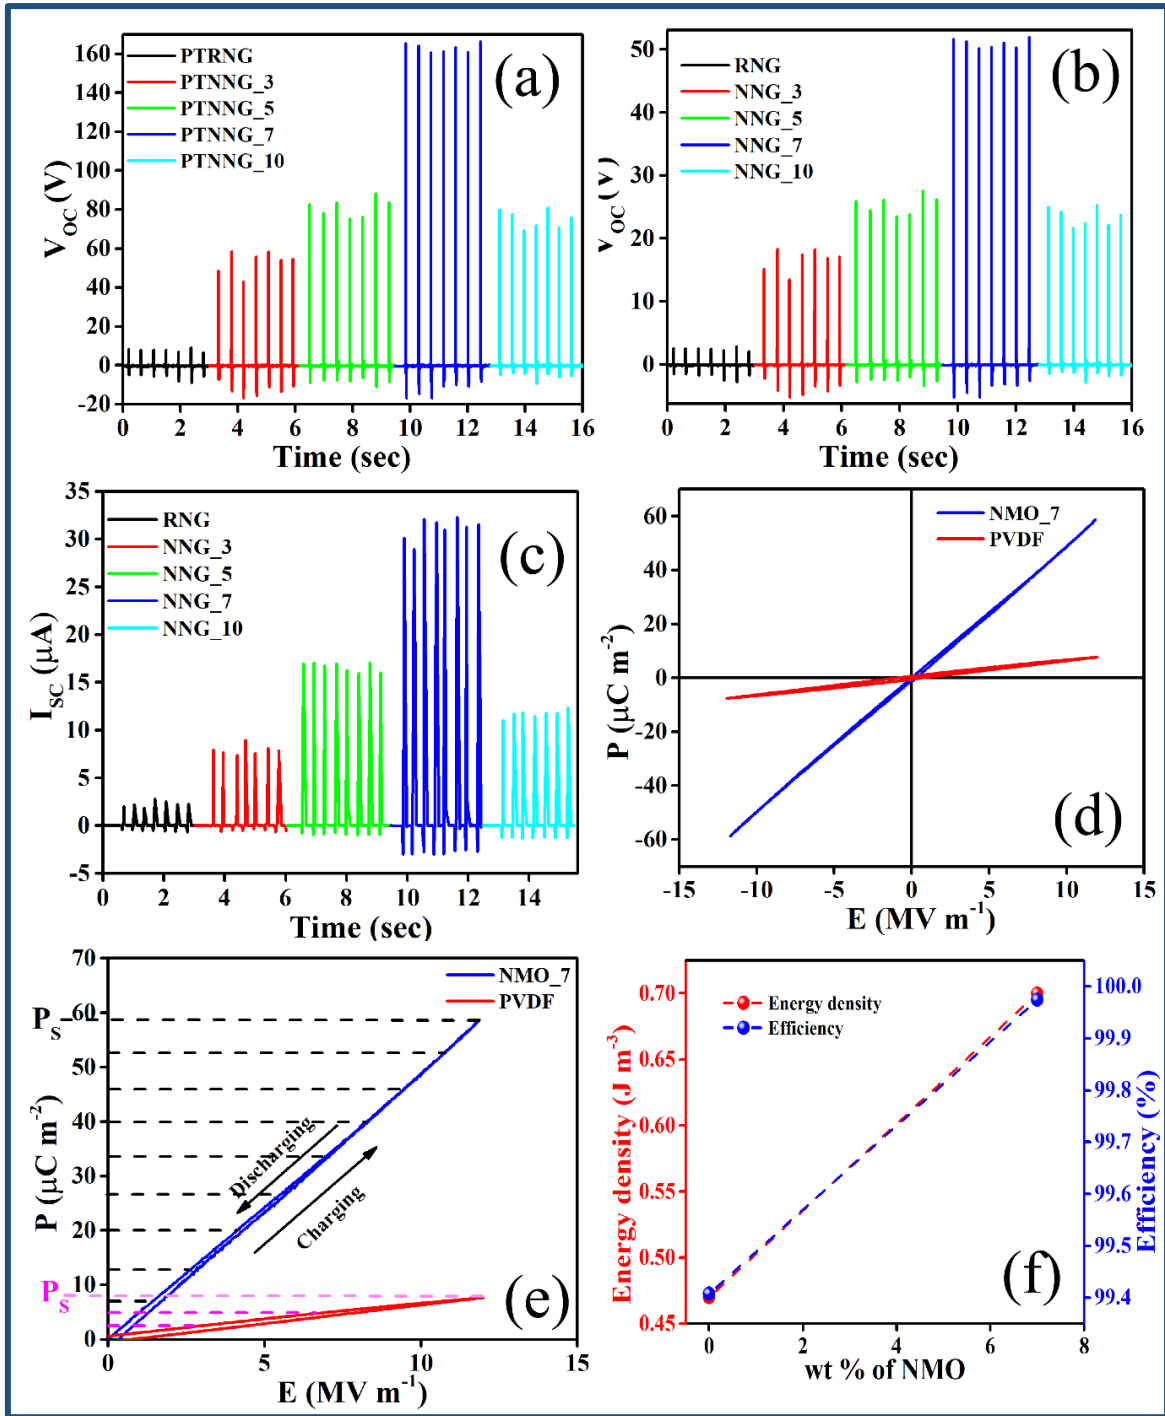 (a)
PTRNG
PTNNG_3
PTNNG_5
PTNNG_7
PTNNG_10
V_OC (V)
160
140
120
100
80
60
40
20
0
-20
0 2 4 6 8 10 12 14 16
Time (sec)
(b)
RNG
NNG_3
NNG_5
NNG_7
NNG_10
V_OC (V)
50
40
30
20
10
0
0 2 4 6 8 10 12 14 16
Time (sec)
(c)
RNG
NNG_3
NNG_5
NNG_7
NNG_10
I_SC (μA)
35
30
25
20
15
10
5
0
-5
0 2 4 6 8 10 12 14
Time (sec)
(d)
NMO_7
PVDF
P (μC m⁻²)
60
40
20
0
-20
-40
-60
-15 -10 -5 0 5 10 15
E (MV m⁻¹)
(e)
NMO_7
PVDF
P_S
P_S
Discharging
Charging
P (μC m⁻²)
70
60
50
40
30
20
10
0
0 5 10 15
E (MV m⁻¹)
(f)
Energy density
Efficiency
Energy density (J m⁻³)
0.70
0.65
0.60
0.55
0.50
0.45
Efficiency (%)
100.0
99.9
99.8
99.7
99.6
99.5
99.4
0 2 4 6 8
wt % of NMO